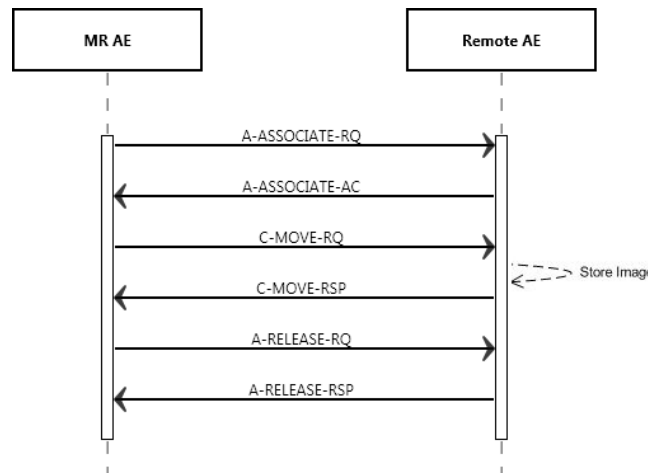 MR AE
Remote AE
A-ASSOCIATE-RQ
A-ASSOCIATE-AC
C-MOVE-RQ
Store Image
C-MOVE-RSP
A-RELEASE-RQ
A-RELEASE-RSP